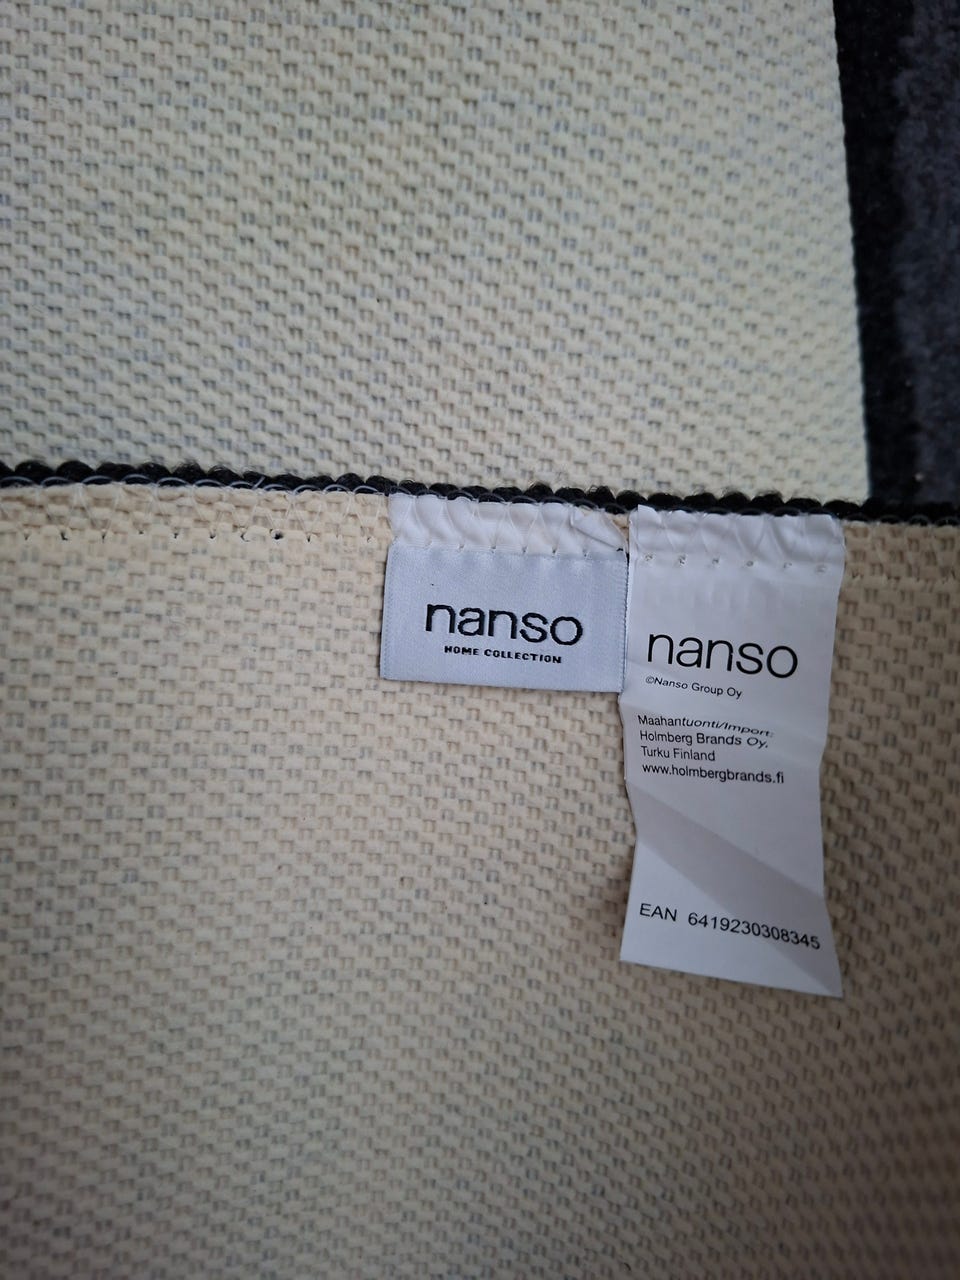 nanso
HOME COLLECTION
nanso
©Nanso Group Oy
Maahantuonti/Import:
Holmberg Brands Oy,
Turku Finland
www.holmbergbrands.fi
EAN 6419230308345